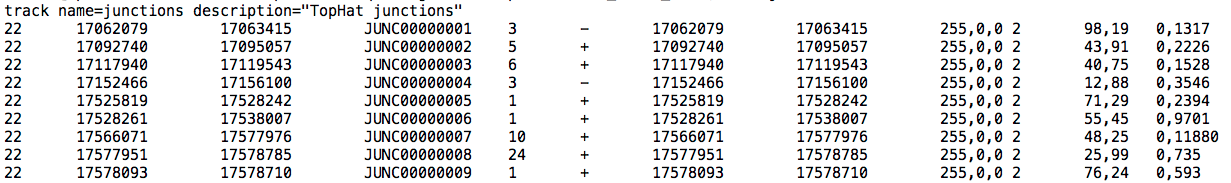 track name=junctions description="TopHat junctions"
22 17062079 17063415 JUNC00000001 3 - 17062079 17063415 255,0,0 2 98,19 0,1317
22 17092740 17095057 JUNC00000002 5 + 17092740 17095057 255,0,0 2 43,91 0,2226
22 17117940 17119543 JUNC00000003 6 + 17117940 17119543 255,0,0 2 40,75 0,1528
22 17152466 17156100 JUNC00000004 3 - 17152466 17156100 255,0,0 2 12,88 0,3546
22 17525819 17528242 JUNC00000005 1 + 17525819 17528242 255,0,0 2 71,29 0,2394
22 17528261 17538007 JUNC00000006 1 + 17528261 17538007 255,0,0 2 55,45 0,9701
22 17566071 17577976 JUNC00000007 10 + 17566071 17577976 255,0,0 2 48,25 0,11880
22 17577951 17578785 JUNC00000008 24 + 17577951 17578785 255,0,0 2 25,99 0,735
22 17578093 17578710 JUNC00000009 1 + 17578093 17578710 255,0,0 2 76,24 0,593